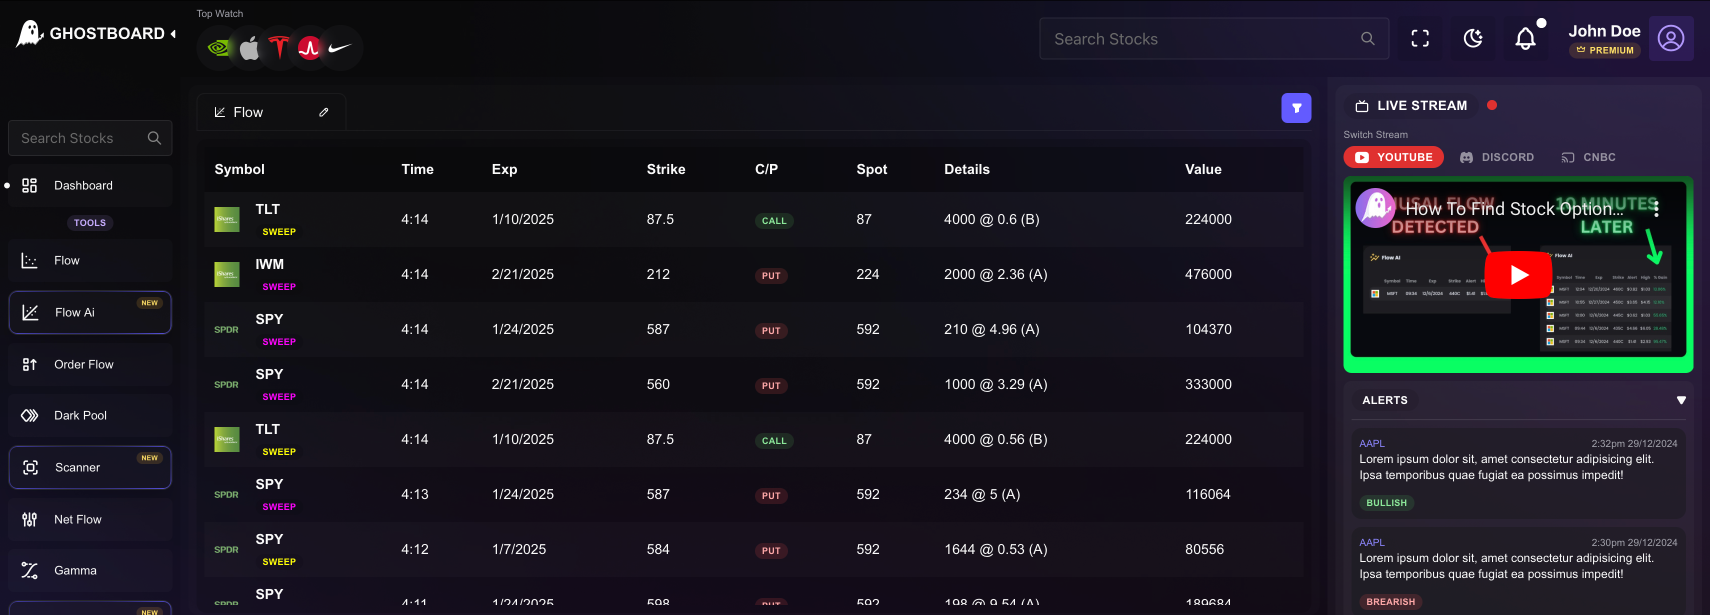 GHOSTBOARD
Top Watch
Search Stocks
John Doe
PREMIUM
Search Stocks
Dashboard
TOOLS
Flow
Flow Ai NEW
Order Flow
Dark Pool
Scanner NEW
Net Flow
Gamma
NEW
Flow
Symbol Time Exp Strike C/P Spot Details Value
TLT SWEEP 4:14 1/10/2025 87.5 CALL 87 4000 @ 0.6 (B) 224000
IWM SWEEP 4:14 2/21/2025 212 PUT 224 2000 @ 2.36 (A) 476000
SPDR SPY SWEEP 4:14 1/24/2025 587 PUT 592 210 @ 4.96 (A) 104370
SPDR SPY SWEEP 4:14 2/21/2025 560 PUT 592 1000 @ 3.29 (A) 333000
TLT SWEEP 4:14 1/10/2025 87.5 CALL 87 4000 @ 0.56 (B) 224000
SPDR SPY SWEEP 4:13 1/24/2025 587 PUT 592 234 @ 5 (A) 116064
SPDR SPY SWEEP 4:12 1/7/2025 584 PUT 592 1644 @ 0.53 (A) 80556
SPDR SPY 4:11 1/24/2025 598 PUT 592 198 @ 9.54 (A) 189684
LIVE STREAM
Switch Stream
YOUTUBE DISCORD CNBC
How To Find Stock Option...
DETECTED
10 MINUTES
LATER
Flow AI
Flow AI
ALERTS
AAPL 2:32pm 29/12/2024
Lorem ipsum dolor sit, amet consectetur adipisicing elit.
Ipsa temporibus quae fugiat ea possimus impedit!
BULLISH
AAPL 2:30pm 29/12/2024
Lorem ipsum dolor sit, amet consectetur adipisicing elit.
Ipsa temporibus quae fugiat ea possimus impedit!
BREARISH